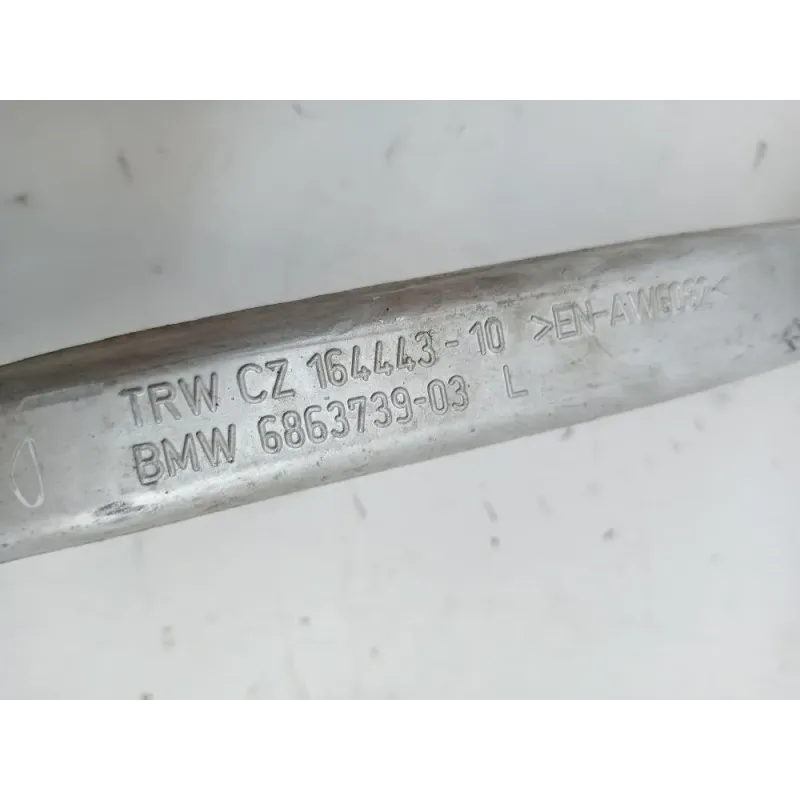 TRW CZ 164443-10 >EN-AW6082<
BMW 6863739-03 L